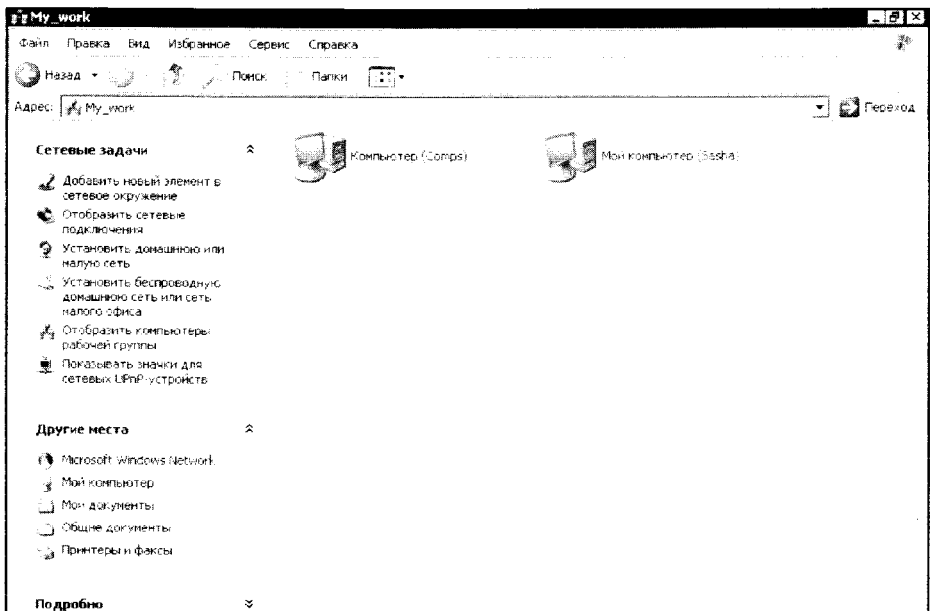 My_work
Файл Правка Вид Избранное Сервис Справка
Назад Поиск Папки
Адрес: My_work Переход
Сетевые задачи
Добавить новый элемент в
сетевое окружение
Отобразить сетевые
подключения
Установить домашнюю или
малую сеть
Установить беспроводную
домашнюю сеть или сеть
малого офиса
Отобразить компьютеры
рабочей группы
Показывать значки для
сетевых UPnP-устройств
Другие места
Microsoft Windows Network
Мой компьютер
Мои документы
Общие документы
Принтеры и факсы
Подробно
Компьютер (Comps)
Мой компьютер (Sasha)